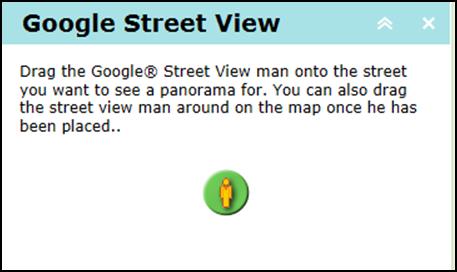 Google Street View
Drag the Google® Street View man onto the street
you want to see a panorama for. You can also drag
the street view man around on the map once he has
been placed..